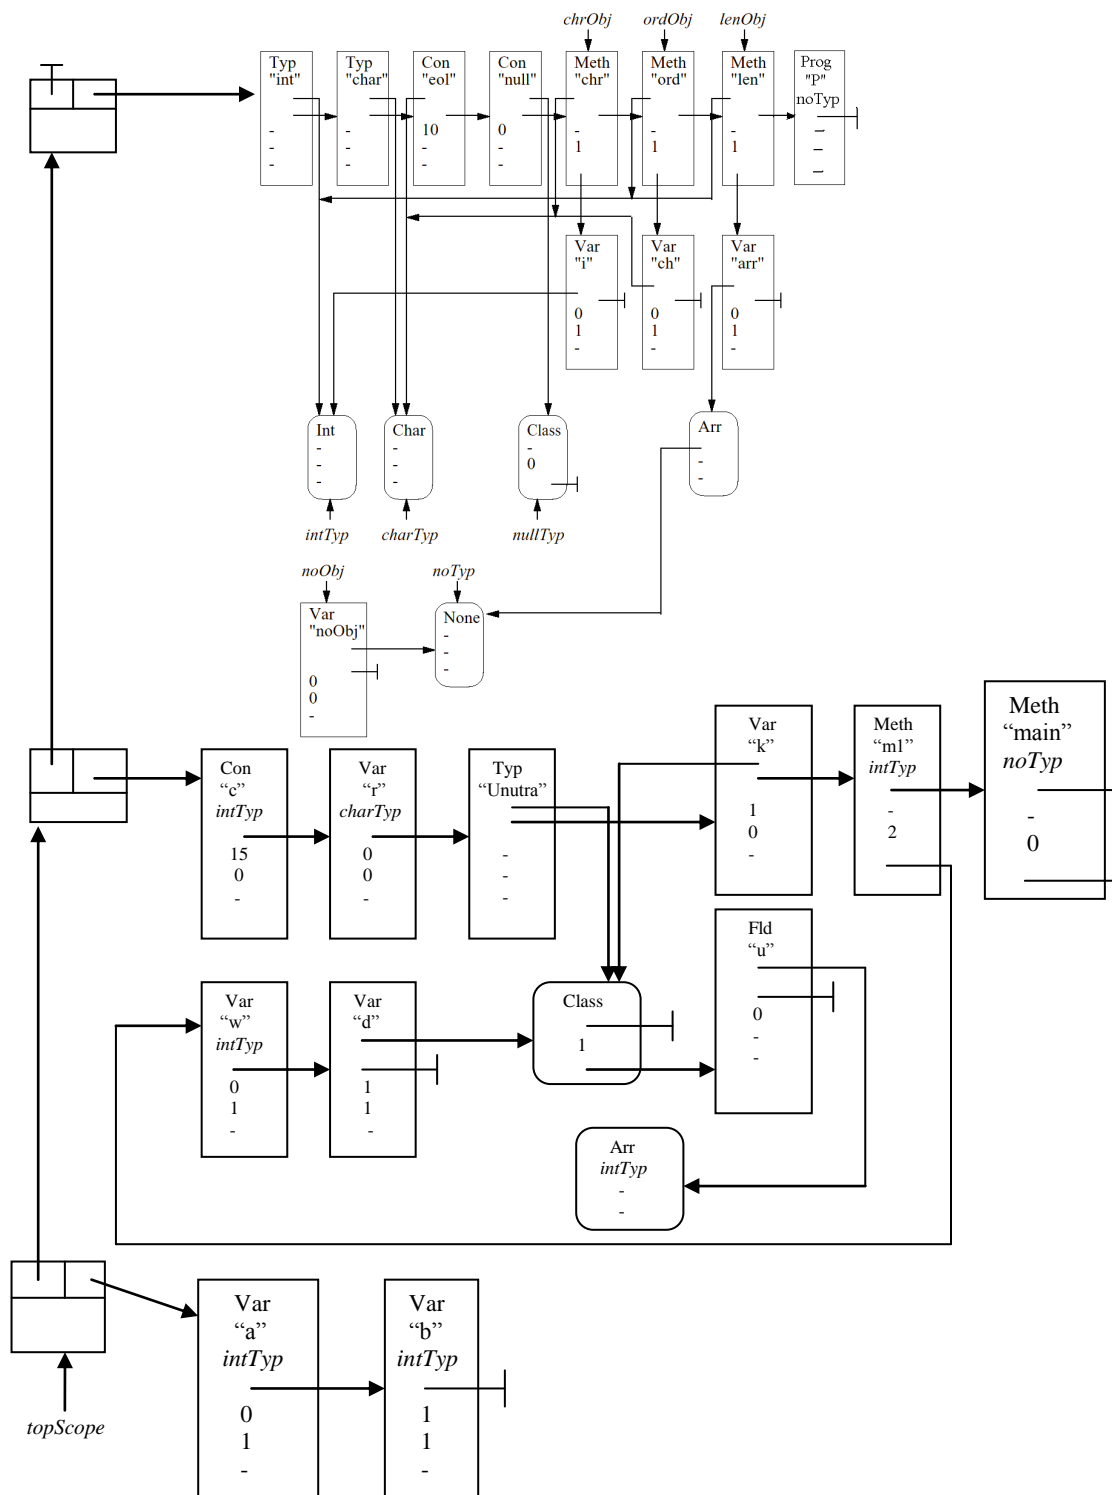 chrObj ordObj lenObj
Typ "int" - - -
Typ "char" - - -
Con "eol" 10 - -
Con "null" 0 - -
Meth "chr" - 1
Meth "ord" - 1
Meth "len" - 1
Prog "P" noTyp - - -
Var "i" 0 1 -
Var "ch" 0 1 -
Var "arr" 0 1 -
Int - - -
Char - - -
Class - 0
Arr - -
intTyp charTyp nullTyp
noObj noTyp
Var "noObj" 0 0 -
None - - -
Con “c” intTyp 15 0 -
Var “r” charTyp 0 0 -
Typ “Unutra” - - -
Var “k” 1 0 -
Meth “m1” intTyp - 2
Meth “main” noTyp - 0
Var “w” intTyp 0 1 -
Var “d” 1 1 -
Class 1
Fld “u” 0 - -
Arr intTyp - -
Var “a” intTyp 0 1 -
Var “b” intTyp 1 1 -
topScope